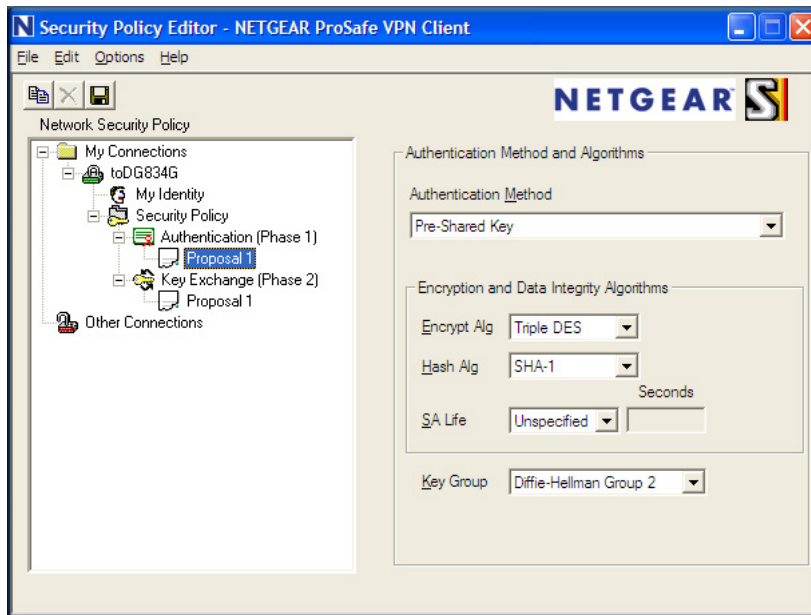 N Security Policy Editor - NETGEAR ProSafe VPN Client
File Edit Options Help
NETGEAR S
Network Security Policy
My Connections
toDG834G
My Identity
Security Policy
Authentication (Phase 1)
Proposal 1
Key Exchange (Phase 2)
Proposal 1
Other Connections
Authentication Method and Algorithms
Authentication Method
Pre-Shared Key
Encryption and Data Integrity Algorithms
Encrypt Alg Triple DES
Hash Alg SHA-1
Seconds
SA Life Unspecified
Key Group Diffie-Hellman Group 2